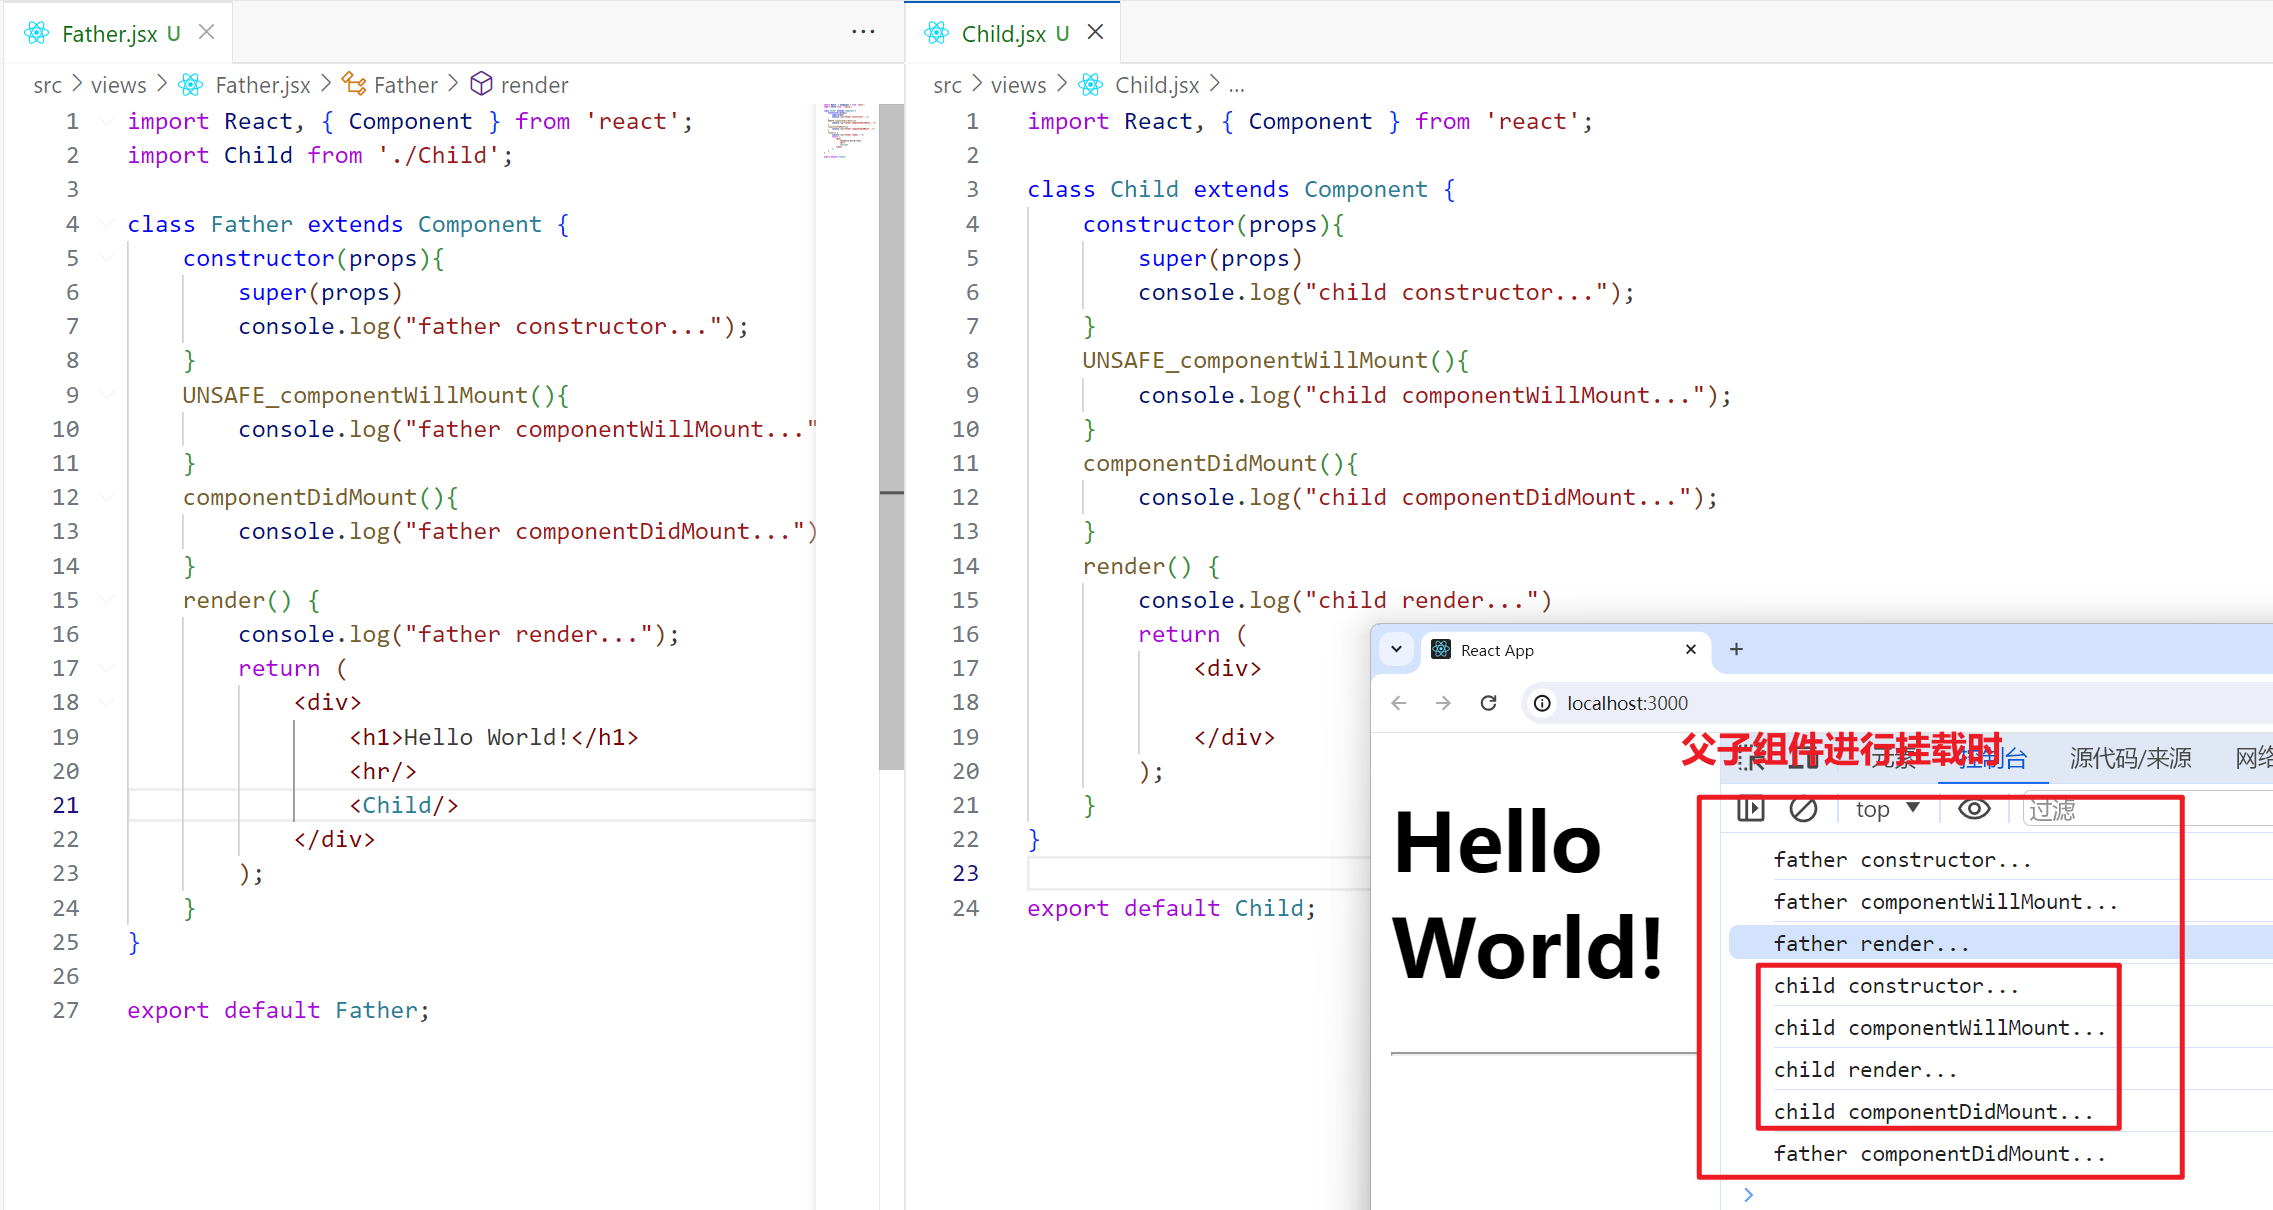 Father.jsx U
src > views > Father.jsx > Father > render
1 import React, { Component } from 'react';
2 import Child from './Child';
3
4 class Father extends Component {
5 constructor(props){
6 super(props)
7 console.log("father constructor...");
8 }
9 UNSAFE_componentWillMount(){
10 console.log("father componentWillMount..."
11 }
12 componentDidMount(){
13 console.log("father componentDidMount...")
14 }
15 render() {
16 console.log("father render...");
17 return (
18 <div>
19 <h1>Hello World!</h1>
20 <hr/>
21 <Child/>
22 </div>
23 );
24 }
25 }
26
27 export default Father;
Child.jsx U
src > views > Child.jsx > ...
1 import React, { Component } from 'react';
2
3 class Child extends Component {
4 constructor(props){
5 super(props)
6 console.log("child constructor...");
7 }
8 UNSAFE_componentWillMount(){
9 console.log("child componentWillMount...");
10 }
11 componentDidMount(){
12 console.log("child componentDidMount...");
13 }
14 render() {
15 console.log("child render...")
16 return (
17 <div>
18
19 </div>
20 );
21 }
22 }
23
24 export default Child;
React App
localhost:3000
父子组件进行挂载时
元素 控制台 源代码/来源 网络
top 过滤
Hello
World!
father constructor...
father componentWillMount...
father render...
child constructor...
child componentWillMount...
child render...
child componentDidMount...
father componentDidMount...